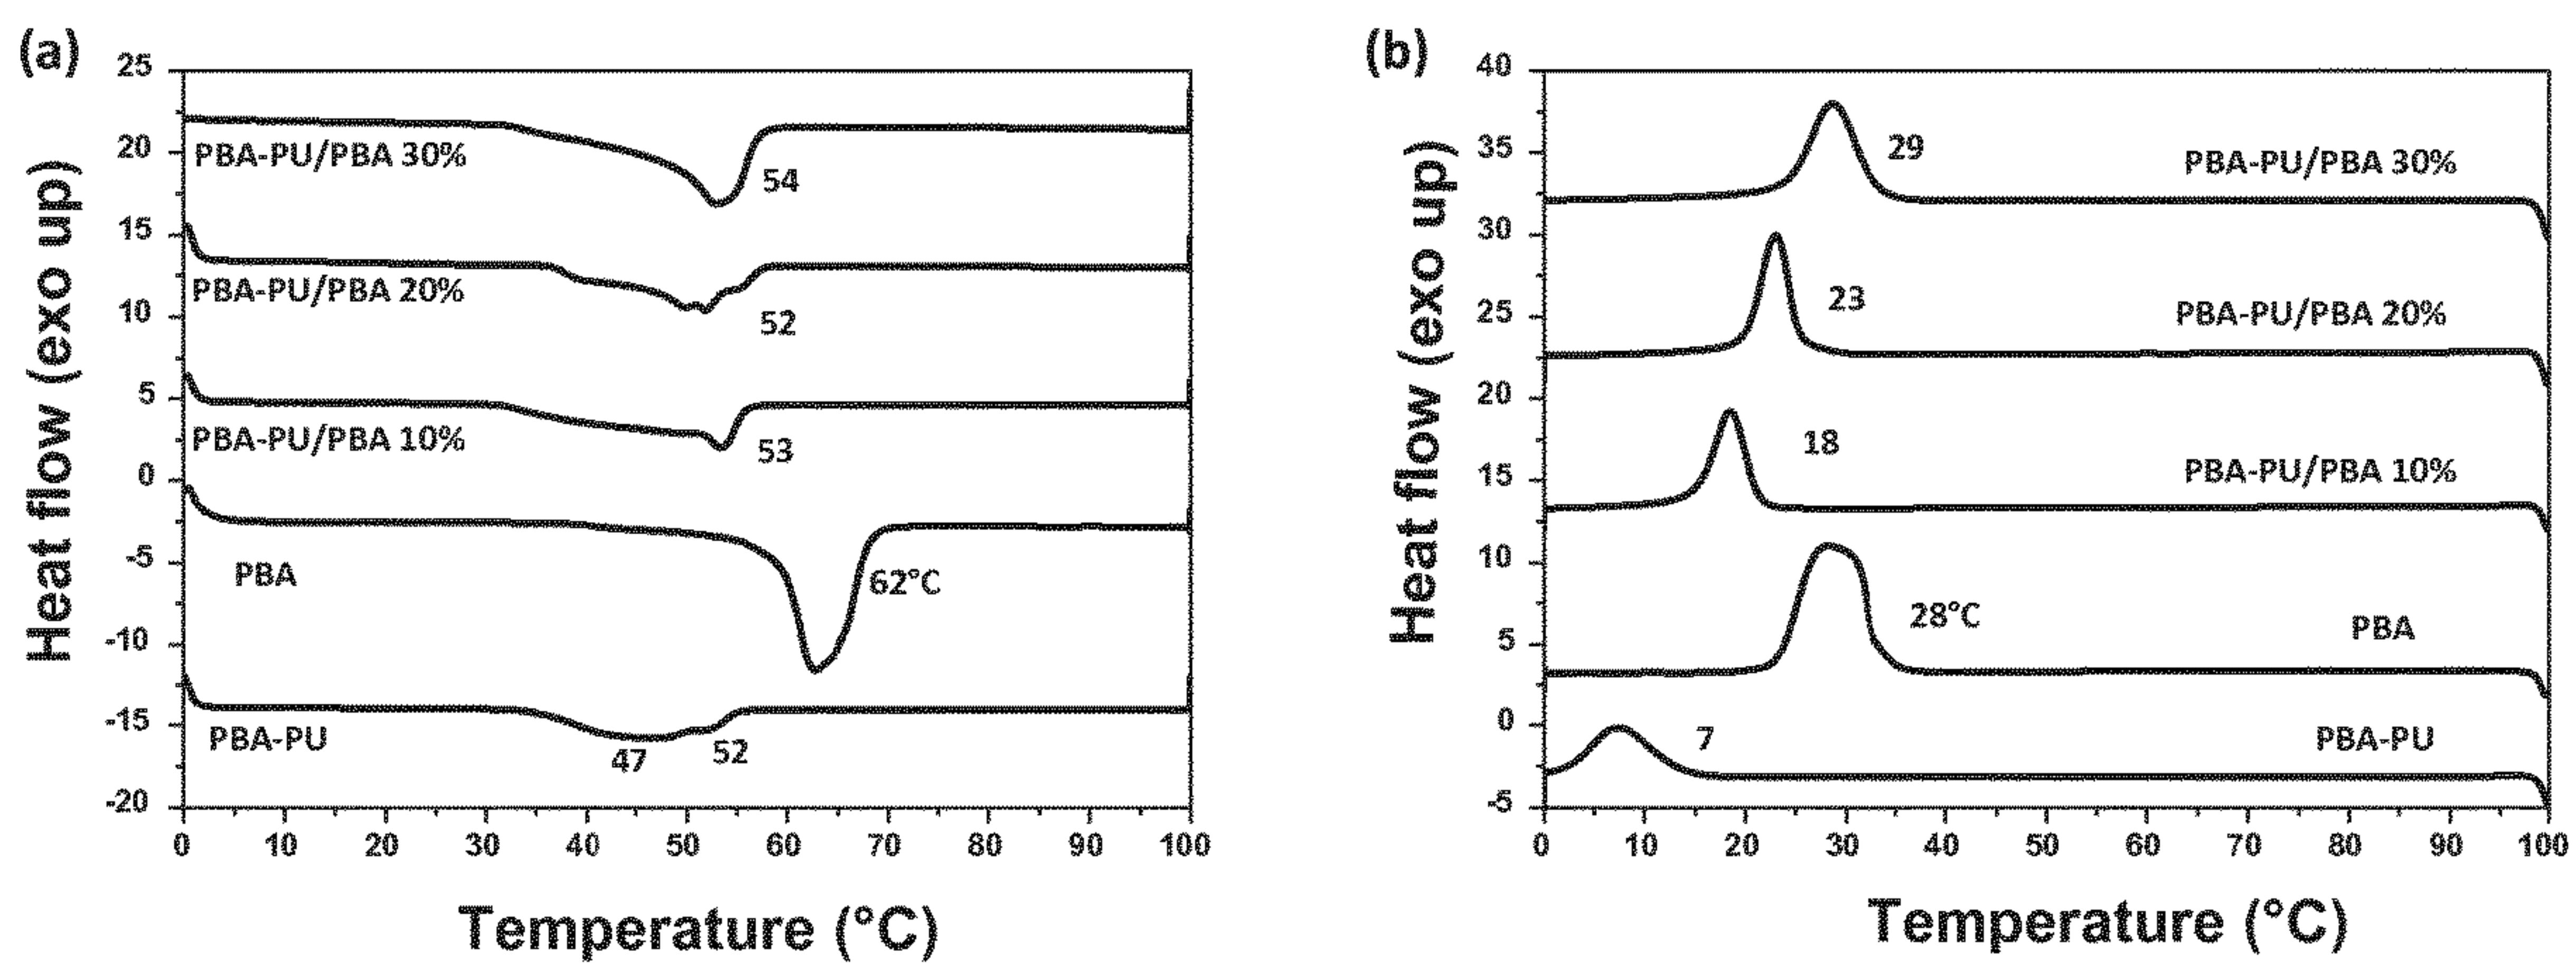 (a)
Heat flow (exo up)
25
20
15
10
5
0
-5
-10
-15
-20
PBA-PU/PBA 30%
54
PBA-PU/PBA 20%
52
PBA-PU/PBA 10%
53
PBA
62°C
PBA-PU
47
52
0 10 20 30 40 50 60 70 80 90 100
Temperature (°C)
(b)
Heat flow (exo up)
40
35
30
25
20
15
10
5
0
-5
29
PBA-PU/PBA 30%
23
PBA-PU/PBA 20%
18
PBA-PU/PBA 10%
28°C
PBA
7
PBA-PU
0 10 20 30 40 50 60 70 80 90 100
Temperature (°C)